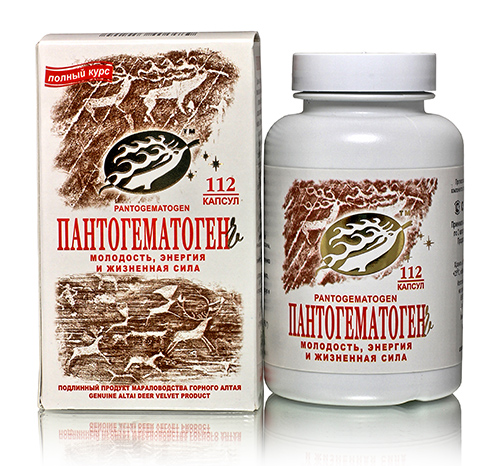 ПОЛНЫЙ КУРС
TM
112
КАПСУЛ
PANTOGEMATOGEN
ПАНТОГЕМАТОГЕН
МОЛОДОСТЬ, ЭНЕРГИЯ
И ЖИЗНЕННАЯ СИЛА
ПОДЛИННЫЙ ПРОДУКТ МАРАЛОВОДСТВА ГОРНОГО АЛТАЯ
GENUINE ALTAI DEER VELVET PRODUCT
112
КАПСУЛ
PANTOGEMATOGEN
ПАНТОГЕМАТОГЕН
МОЛОДОСТЬ, ЭНЕРГИЯ
И ЖИЗНЕННАЯ СИЛА